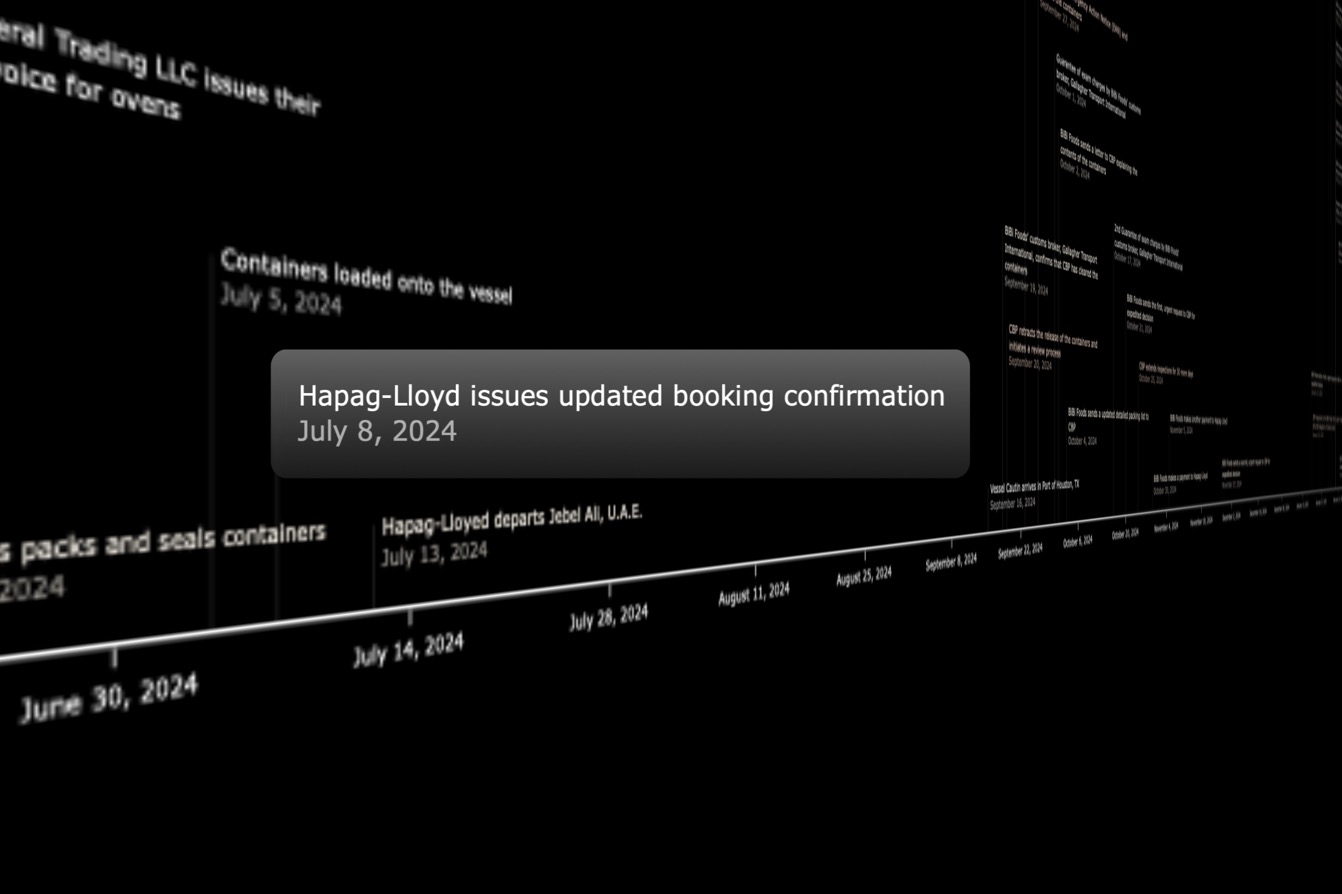 eral Trading LLC issues their
voice for ovens
Containers loaded onto the vessel
July 5, 2024
Hapag-Lloyd issues updated booking confirmation
July 8, 2024
s packs and seals containers
2024
Hapag-Lloyed departs Jebel Ali, U.A.E.
July 13, 2024
containers
September 27, 2024
Guarantee of exam charges by BiBi Foods' customs
broker, Gallagher Transport International
October 1, 2024
BiBi Foods sends a letter to CBP explaining the
contents of the containers
October 2, 2024
BiBi Foods' customs broker, Gallagher Transport
International, confirms that CBP has cleared the
containers
September 19, 2024
2nd Guarantee of exam charges by BiBi Foods'
customs broker, Gallagher Transport International
October 17, 2024
BiBi Foods sends the first, urgent request to CBP for
expedited decision
CBP retracts the release of the containers and
initiates a review process
September 20, 2024
CBP extends inspections for 30 more days
October 25, 2024
BiBi Foods sends a updated detailed packing list to
CBP
October 4, 2024
BiBi Foods makes another payment to Hapag Lloyd
November 5, 2024
Vessel Cautin arrives in Port of Houston, TX
September 16, 2024
BiBi Foods makes a payment to Hapag Lloyd
June 30, 2024
July 14, 2024
July 28, 2024
August 11, 2024
August 25, 2024
September 8, 2024
September 22, 2024
October 6, 2024
October 20, 2024